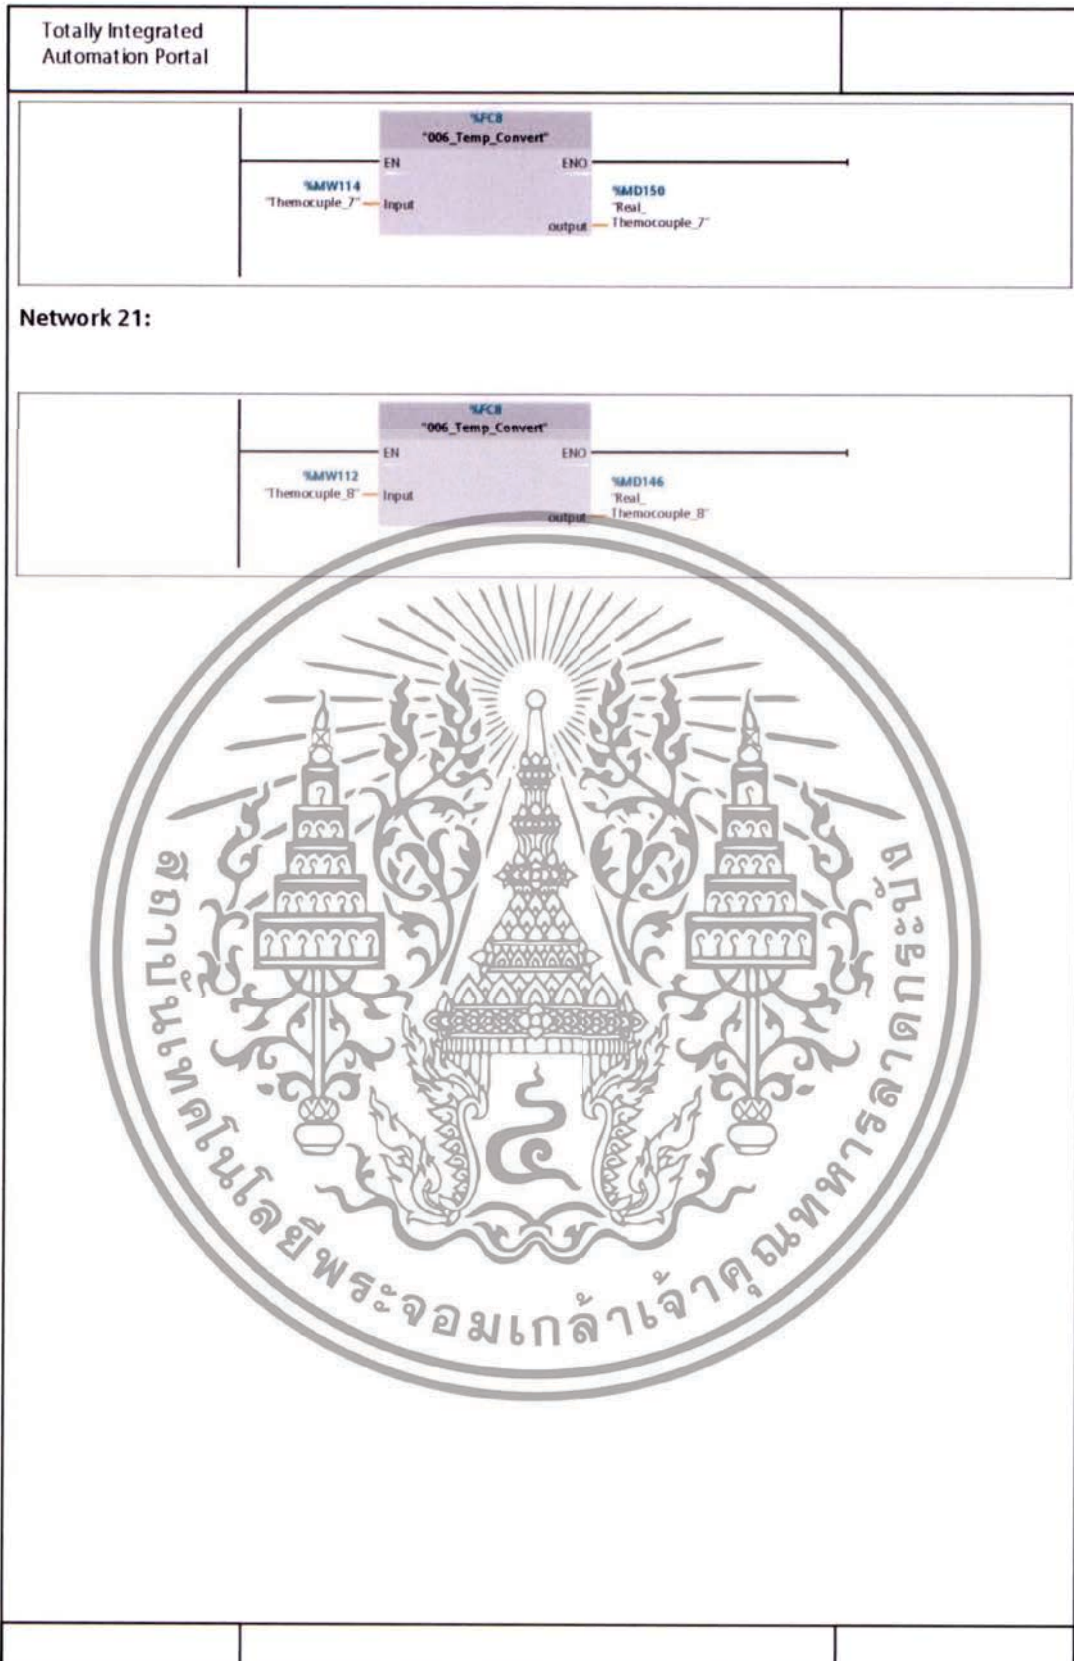 Totally Integrated
Automation Portal
%FC8
"006_Temp_Convert"
EN
ENO
%MW114
"Themocuple_7"
Input
%MD150
"Real_
Themocouple_7"
output
Network 21:
%FC8
"006_Temp_Convert"
EN
ENO
%MW112
"Themocuple_8"
Input
%MD146
"Real_
Themocouple_8"
output
สถาบันเทคโนโลยีพระจอมเกล้าเจ้าคุณทหารลาดกระบัง